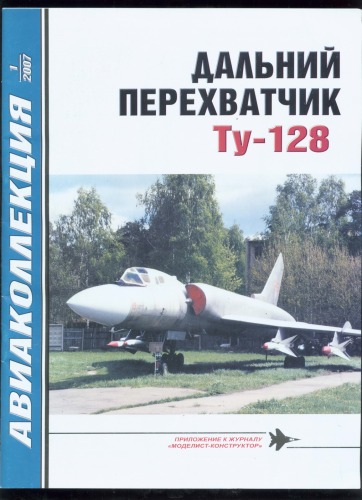 1
2007
АВИАКОЛЛЕКЦИЯ
ДАЛЬНИЙ
ПЕРЕХВАТЧИК
Ту-128
ПРИЛОЖЕНИЕ К ЖУРНАЛУ
«МОДЕЛИСТ-КОНСТРУКТОР»